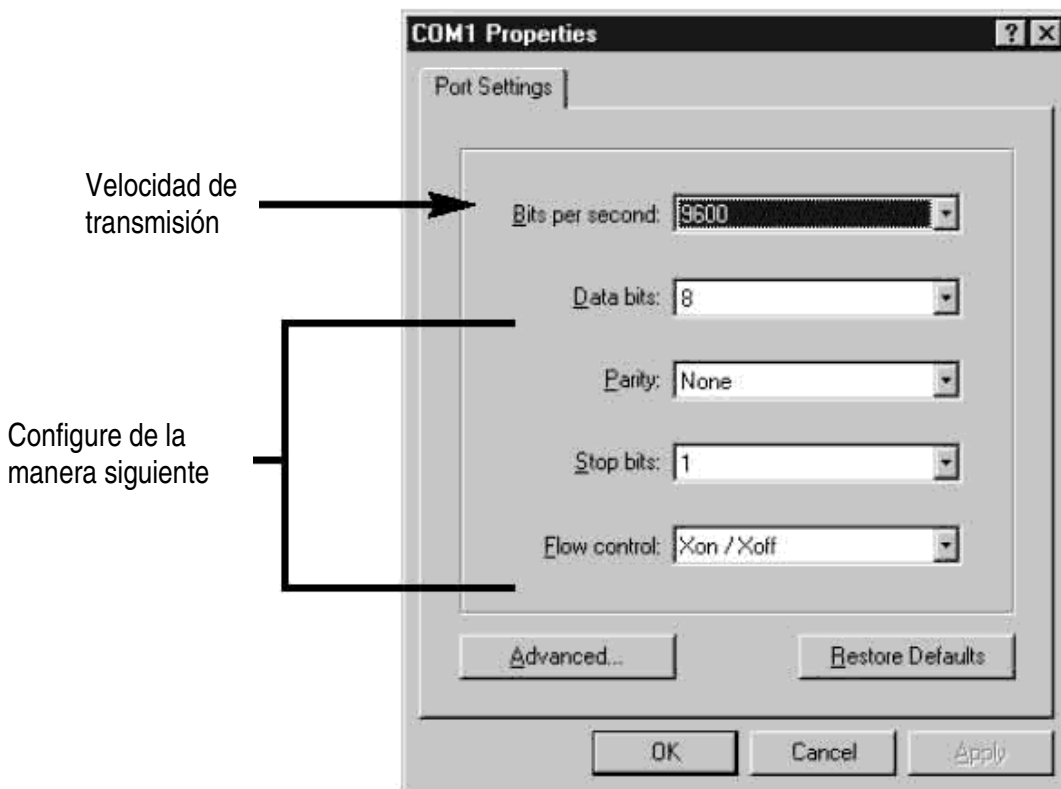 COM1 Properties
Port Settings
Velocidad de
transmisión
Bits per second: 9600
Data bits: 8
Parity: None
Configure de la
manera siguiente
Stop bits: 1
Flow control: Xon / Xoff
Advanced...
Restore Defaults
OK
Cancel
Apply